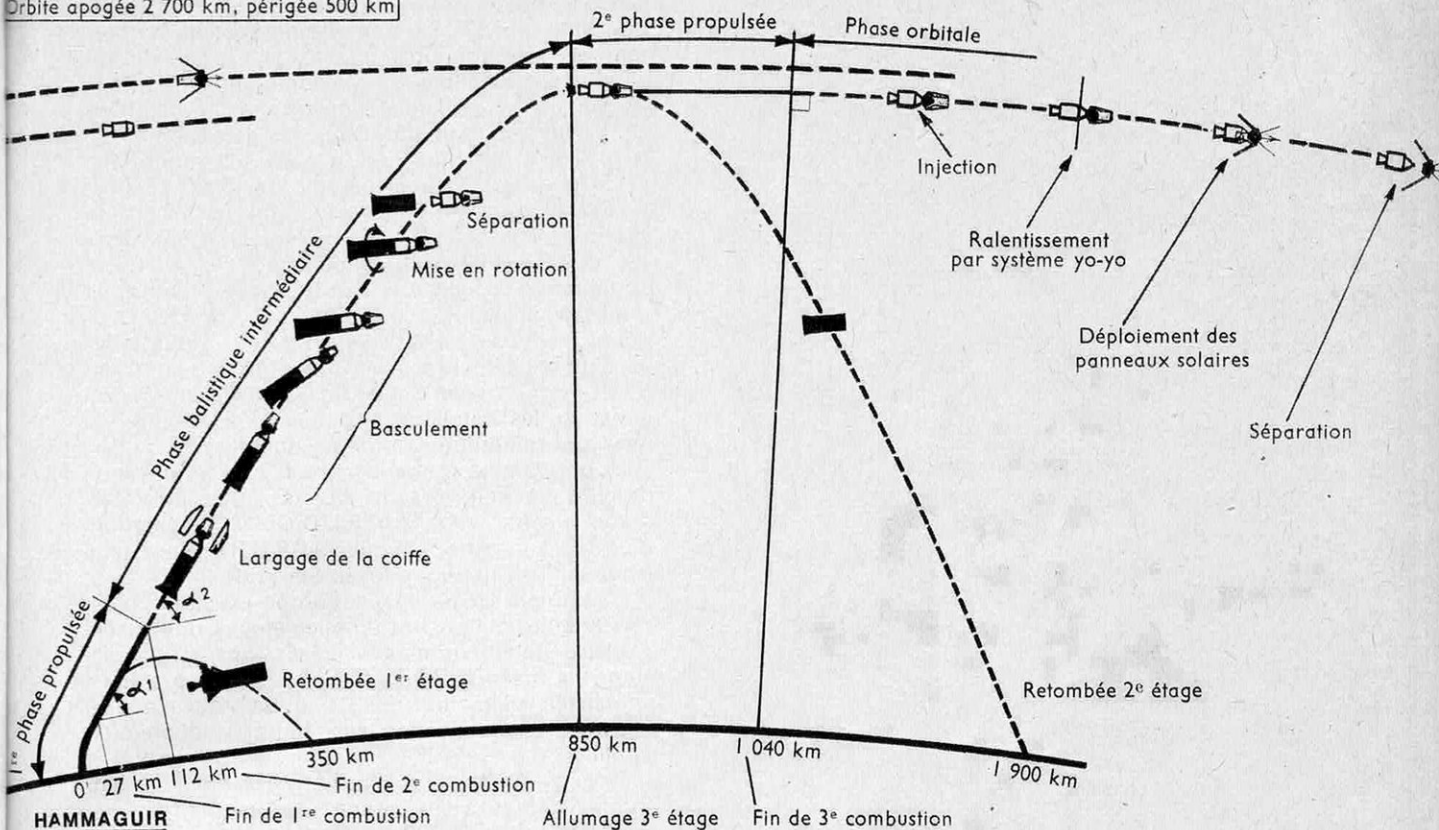 Orbite apogée 2 700 km, périgée 500 km
2e phase propulsée
Phase orbitale
Injection
Ralentissement
par système yo-yo
Déploiement des
panneaux solaires
Séparation
Séparation
Mise en rotation
Phase balistique intermédiaire
Basculement
Largage de la coiffe
α2
1re phase propulsée
α1
Retombée 1er étage
Retombée 2e étage
0' 27 km 112 km 350 km 850 km 1 040 km 1 900 km
Fin de 2e combustion
HAMMAGUIR Fin de 1re combustion Allumage 3e étage Fin de 3e combustion